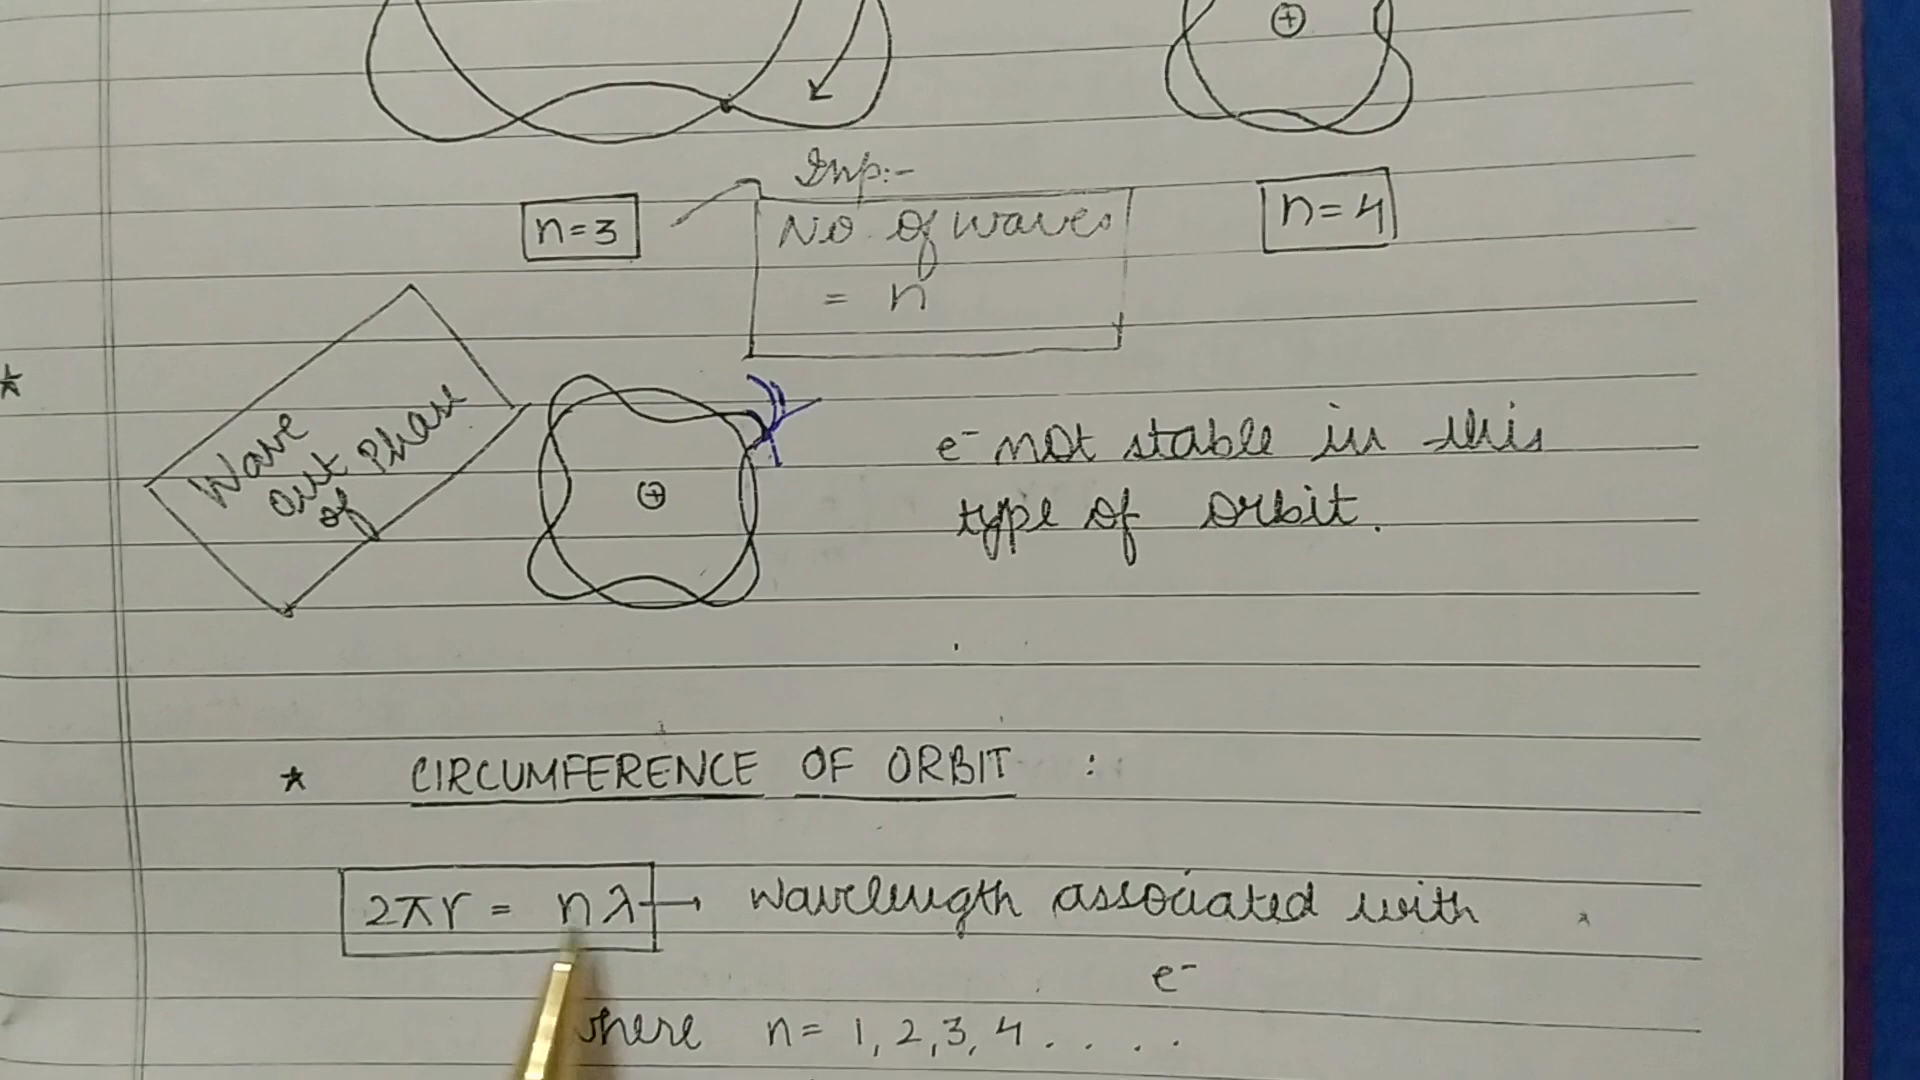 Imp:-
n=3
No of waves
= n
n=4
Wave
out Phase
of
e⁻ not stable in this
type of orbit.
* CIRCUMFERENCE OF ORBIT :
2πr = nλ → Wavelength associated with
e⁻
where n= 1, 2, 3, 4 . . . .